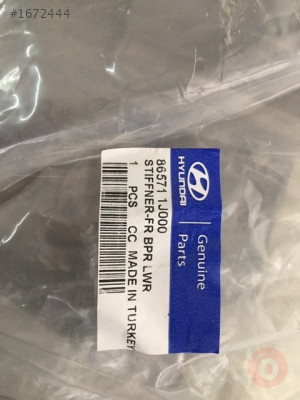 #1672444
HYUNDAI
Genuine
Parts
86571 1J000
STIFFNER-FR BPR LWR
1 PCS CC MADE IN TURKEY